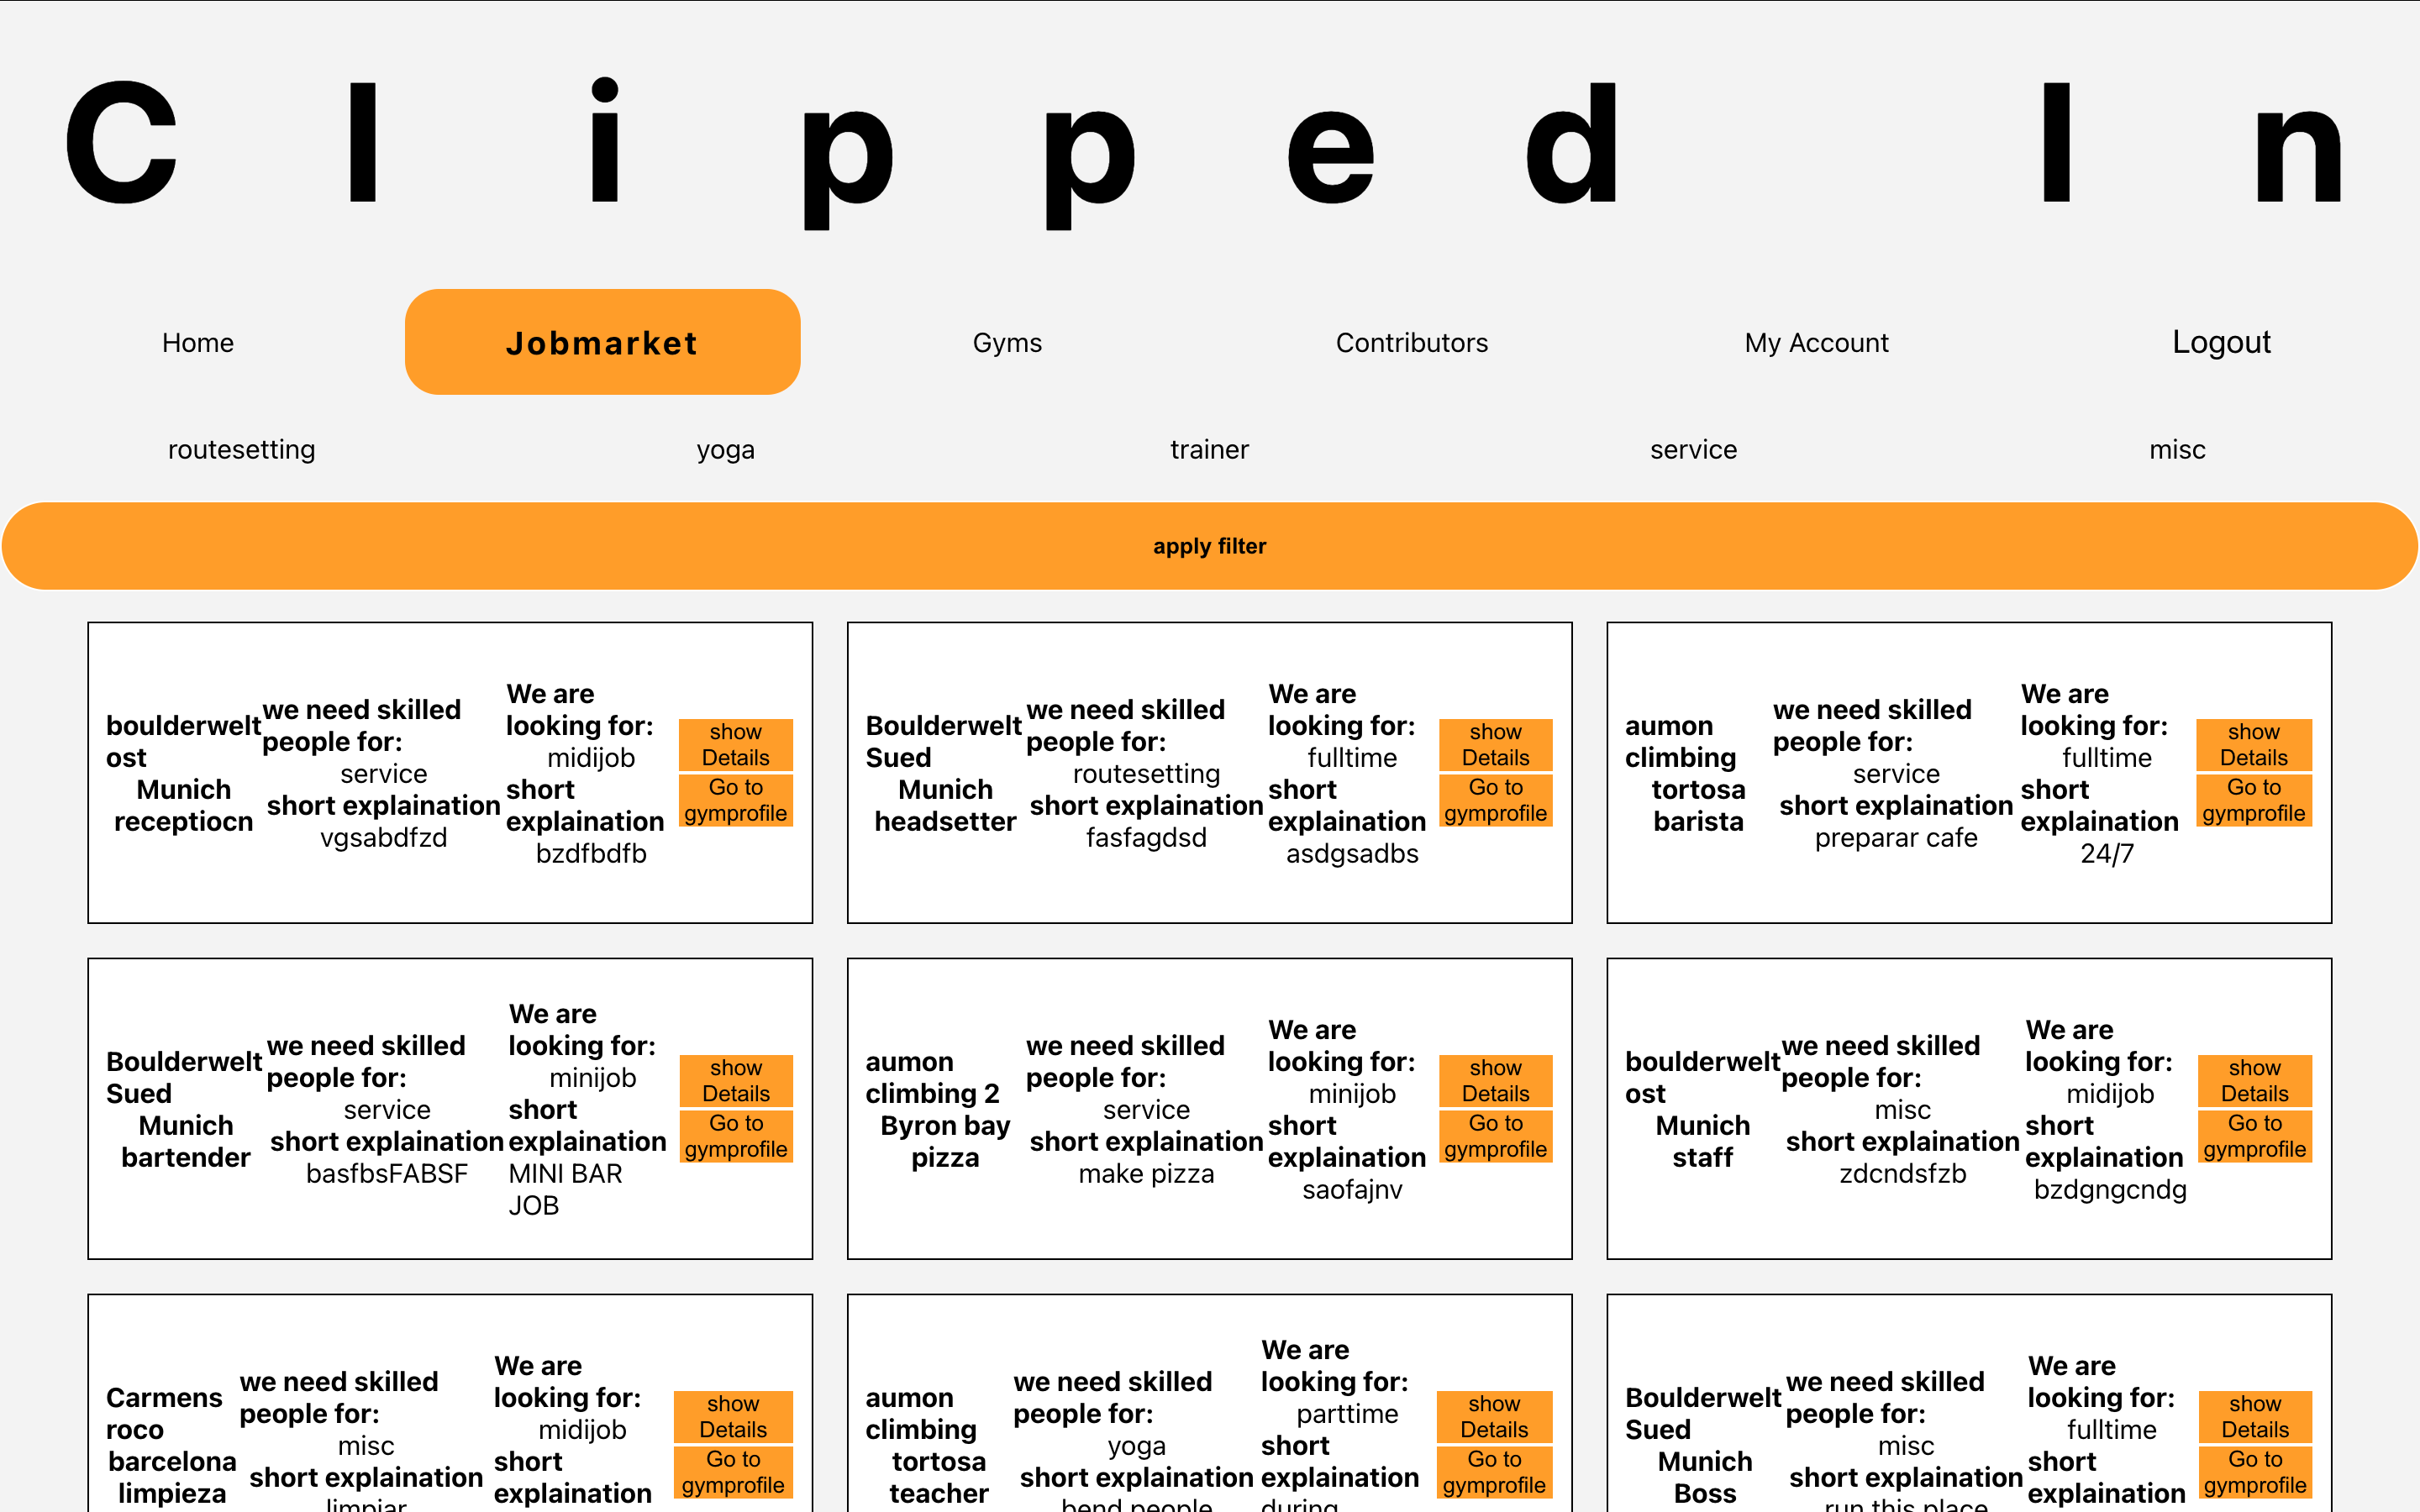 Clipped In
Home
Jobmarket
Gyms
Contributors
My Account
Logout
routesetting
yoga
trainer
service
misc
apply filter
boulderwelt
ost
Munich
receptiocn
we need skilled
people for:
service
short explaination
vgsabdfzd
We are
looking for:
midijob
short
explaination
bzdfbdfb
show
Details
Go to
gymprofile
Boulderwelt
Sued
Munich
headsetter
we need skilled
people for:
routesetting
short explaination
fasfagdsd
We are
looking for:
fulltime
short
explaination
asdgsadbs
show
Details
Go to
gymprofile
aumon
climbing
tortosa
barista
we need skilled
people for:
service
short explaination
preparar cafe
We are
looking for:
fulltime
short
explaination
24/7
show
Details
Go to
gymprofile
Boulderwelt
Sued
Munich
bartender
we need skilled
people for:
service
short explaination
basfbsFABSF
We are
looking for:
minijob
short
explaination
MINI BAR
JOB
show
Details
Go to
gymprofile
aumon
climbing 2
Byron bay
pizza
we need skilled
people for:
service
short explaination
make pizza
We are
looking for:
minijob
short
explaination
saofajnv
show
Details
Go to
gymprofile
boulderwelt
ost
Munich
staff
we need skilled
people for:
misc
short explaination
zdcndsfzb
We are
looking for:
midijob
short
explaination
bzdgngcndg
show
Details
Go to
gymprofile
Carmens
roco
barcelona
limpieza
we need skilled
people for:
misc
short explaination
limpiar
We are
looking for:
midijob
short
explaination
show
Details
Go to
gymprofile
aumon
climbing
tortosa
teacher
we need skilled
people for:
yoga
short explaination
bend people
We are
looking for:
parttime
short
explaination
during
show
Details
Go to
gymprofile
Boulderwelt
Sued
Munich
Boss
we need skilled
people for:
misc
short explaination
run this place
We are
looking for:
fulltime
short
explaination
show
Details
Go to
gymprofile